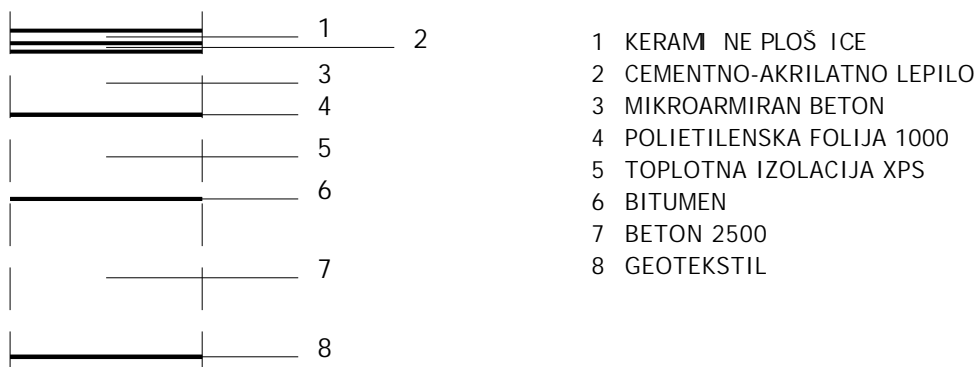 1
2
3
4
5
6
7
8
1 KERAMI NE PLOŠ ICE
2 CEMENTNO-AKRILATNO LEPILO
3 MIKROARMIRAN BETON
4 POLIETILENSKA FOLIJA 1000
5 TOPLOTNA IZOLACIJA XPS
6 BITUMEN
7 BETON 2500
8 GEOTEKSTIL